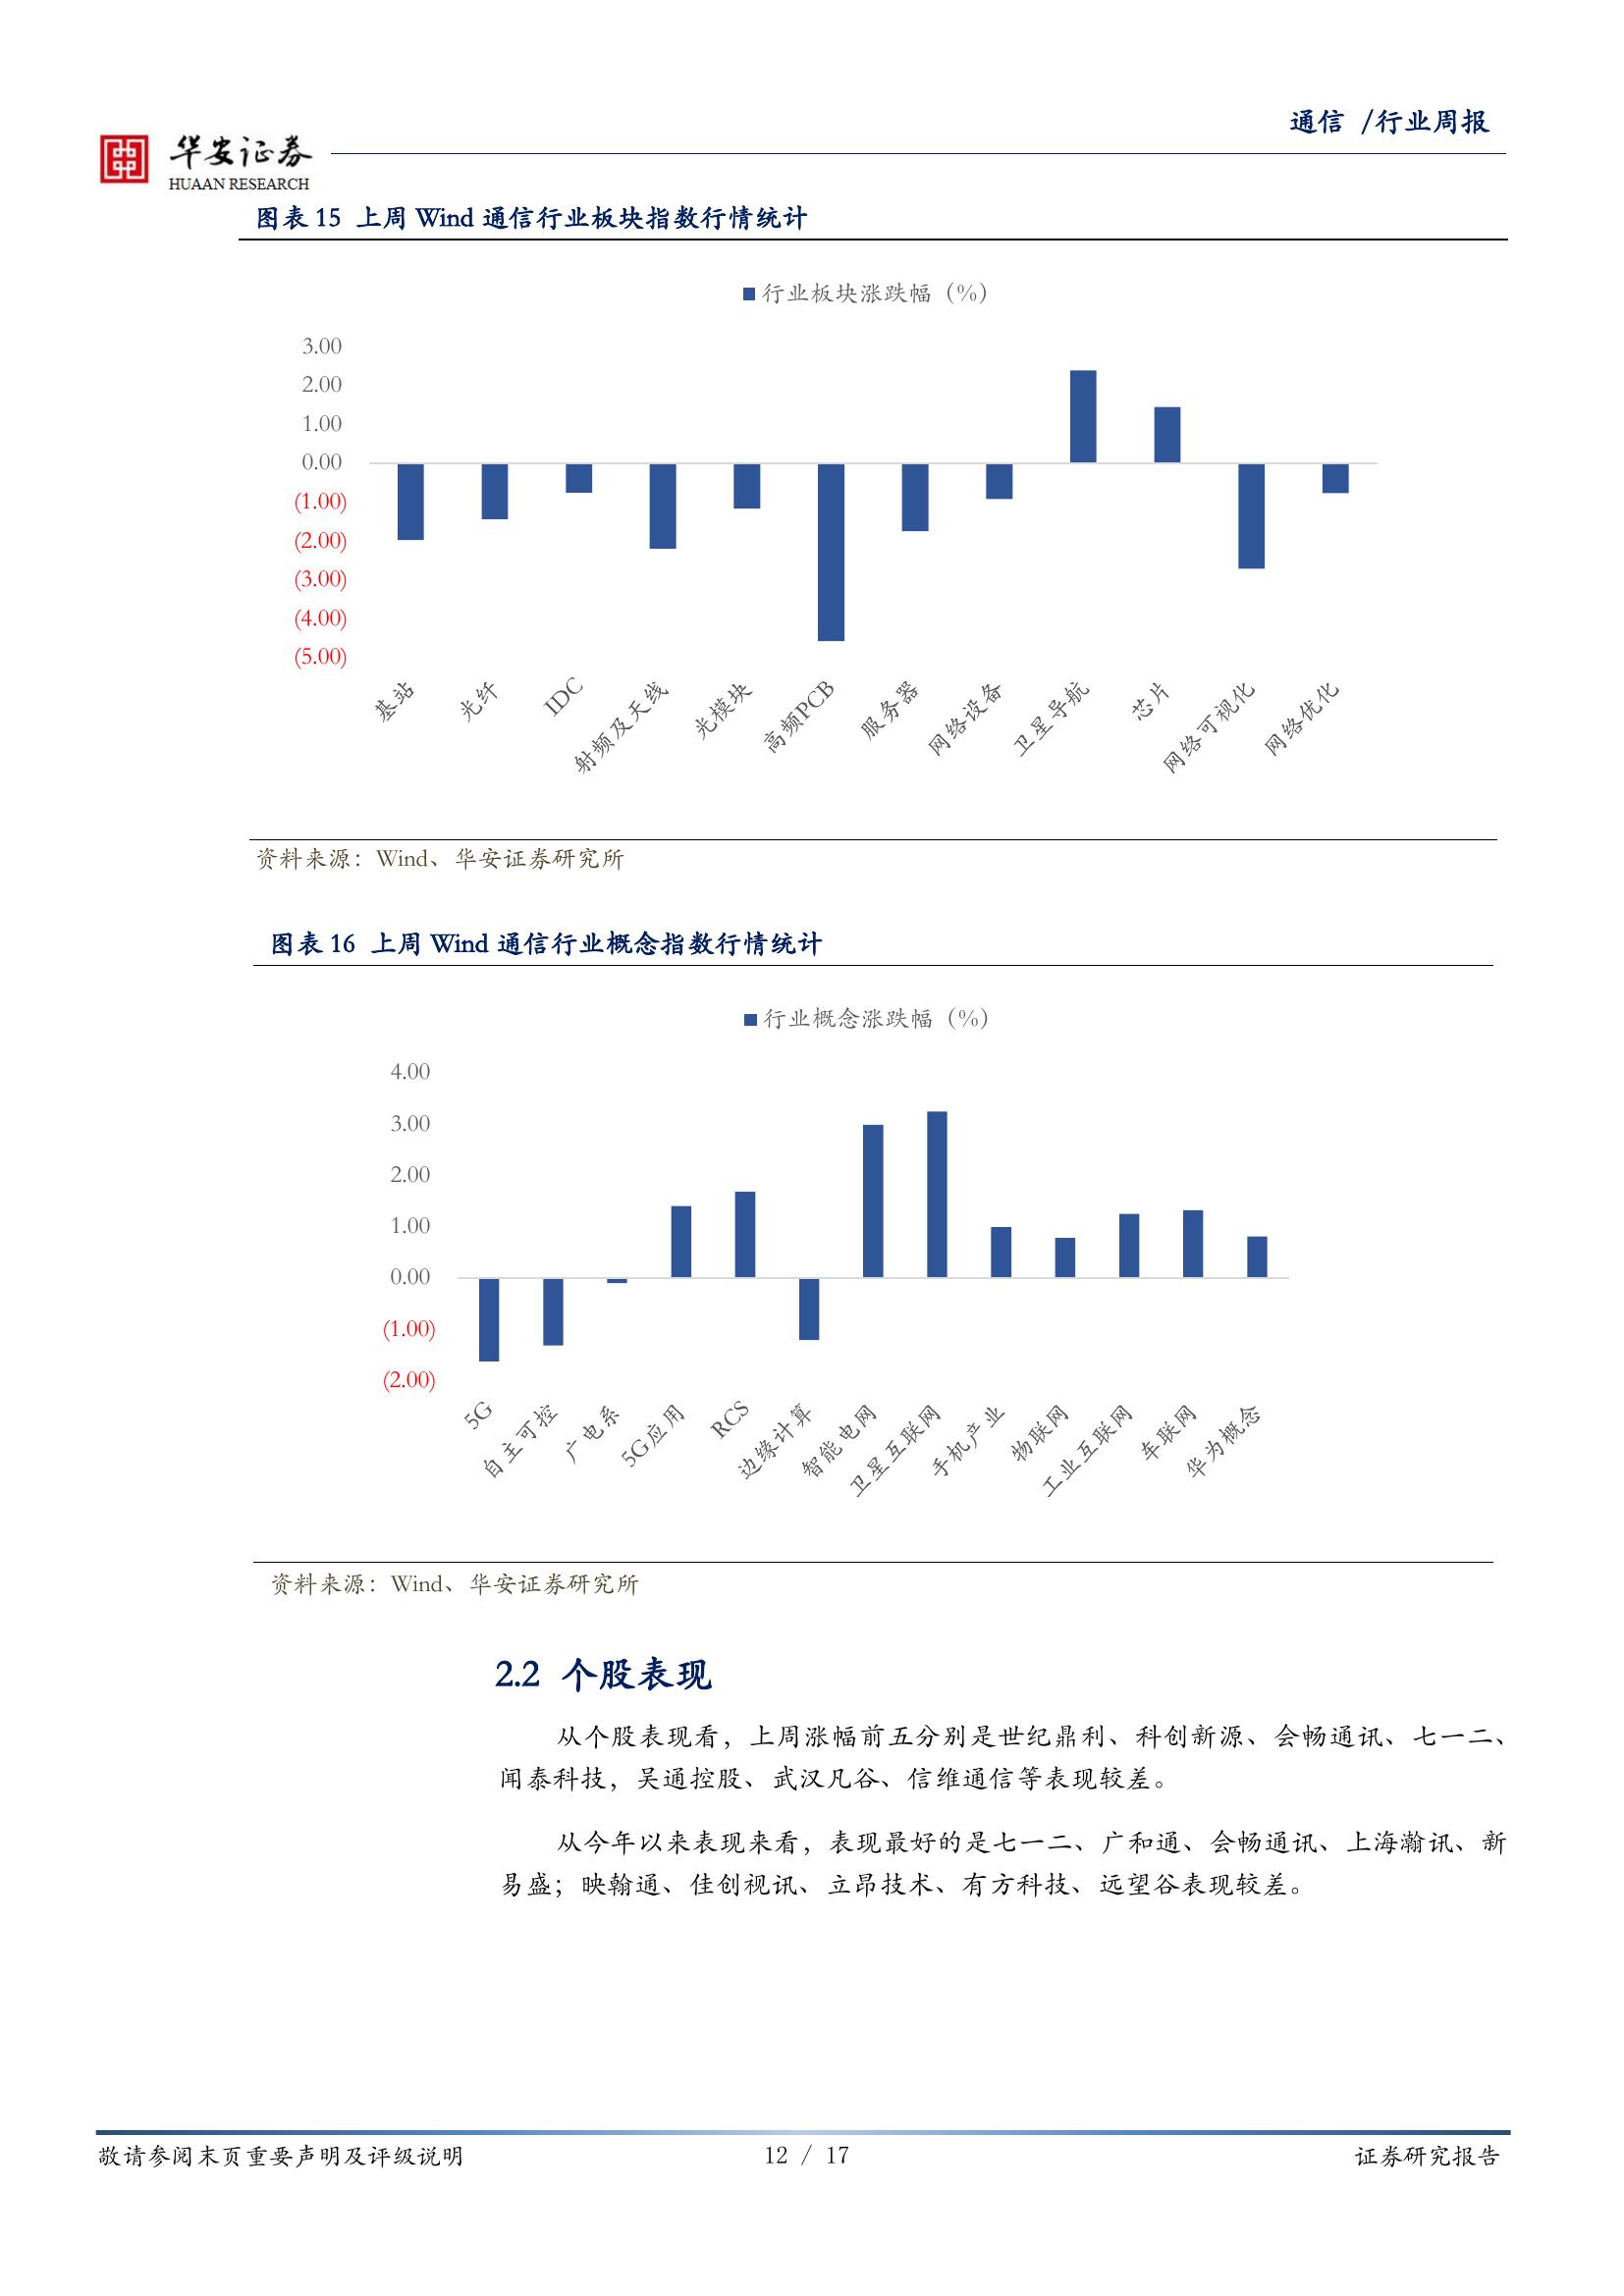 通信 /行业周报
华安证券
HUAAN RESEARCH
图表 15 上周 Wind 通信行业板块指数行情统计
行业板块涨跌幅（%）
3.00
2.00
1.00
0.00
(1.00)
(2.00)
(3.00)
(4.00)
(5.00)
基站
光纤
IDC
射频及天线
光模块
高频PCB
服务器
网络设备
卫星导航
芯片
网络可视化
网络优化
资料来源：Wind、华安证券研究所
图表 16 上周 Wind 通信行业概念指数行情统计
行业概念涨跌幅（%）
4.00
3.00
2.00
1.00
0.00
(1.00)
(2.00)
5G
自主可控
广电系
5G应用
RCS
边缘计算
智能电网
卫星互联网
手机产业
物联网
工业互联网
车联网
华为概念
资料来源：Wind、华安证券研究所
2.2 个股表现
从个股表现看，上周涨幅前五分别是世纪鼎利、科创新源、会畅通讯、七一二、
闻泰科技，吴通控股、武汉凡谷、信维通信等表现较差。
从今年以来表现来看，表现最好的是七一二、广和通、会畅通讯、上海瀚讯、新
易盛；映翰通、佳创视讯、立昂技术、有方科技、远望谷表现较差。
敬请参阅末页重要声明及评级说明
12 / 17
证券研究报告